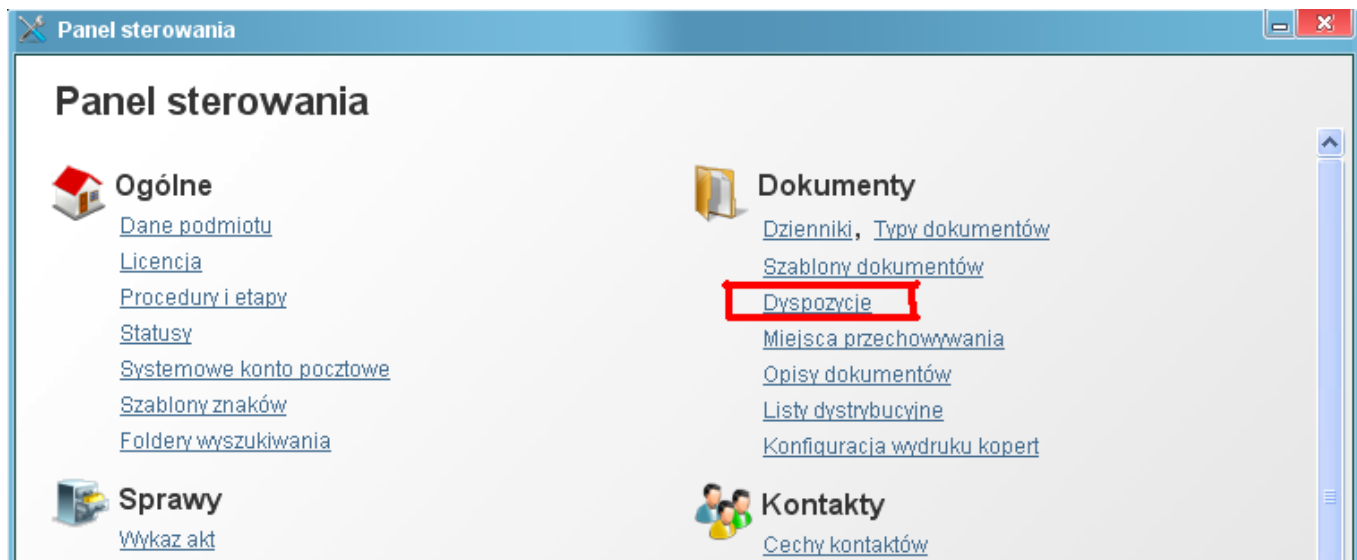 Panel sterowania
Panel sterowania
Ogólne
Dane podmiotu
Licencja
Procedury i etapy
Statusy
Systemowe konto pocztowe
Szablony znaków
Foldery wyszukiwania
Dokumenty
Dzienniki, Typy dokumentów
Szablony dokumentów
Dyspozycje
Miejsca przechowywania
Opisy dokumentów
Listy dystrybucyjne
Konfiguracja wydruku kopert
Sprawy
Wykaz akt
Kontakty
Cechy kontaktów